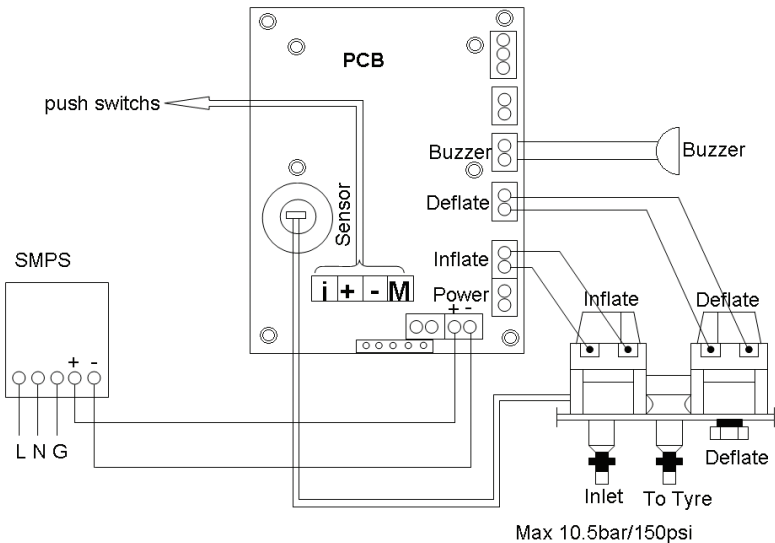 PCB
push switchs
Buzzer
Buzzer
Deflate
Sensor
Inflate
SMPS
i + - M
Power
+ -
Inflate
Deflate
+ -
L N G
Deflate
Inlet
To Tyre
Max 10.5bar/150psi